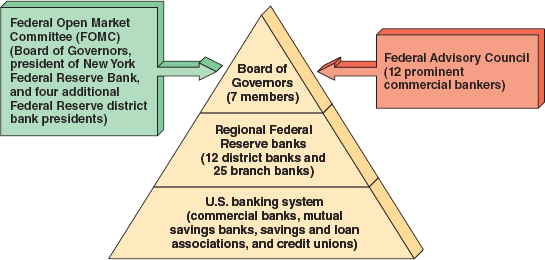 Federal Open Market
Committee (FOMC)
(Board of Governors,
president of New York
Federal Reserve Bank,
and four additional
Federal Reserve district
bank presidents)
Board of
Governors
(7 members)
Federal Advisory Council
(12 prominent
commercial bankers)
Regional Federal
Reserve banks
(12 district banks and
25 branch banks)
U.S. banking system
(commercial banks, mutual
savings banks, savings and loan
associations, and credit unions)